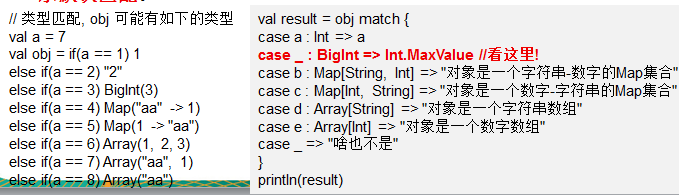 // 类型匹配, obj 可能有如下的类型
val a = 7
val obj = if(a == 1) 1
else if(a == 2) "2"
else if(a == 3) BigInt(3)
else if(a == 4) Map("aa" -> 1)
else if(a == 5) Map(1 -> "aa")
else if(a == 6) Array(1, 2, 3)
else if(a == 7) Array("aa", 1)
else if(a == 8) Array("aa")
val result = obj match {
case a : Int => a
case _ : BigInt => Int.MaxValue //看这里!
case b : Map[String, Int] => "对象是一个字符串-数字的Map集合"
case c : Map[Int, String] => "对象是一个数字-字符串的Map集合"
case d : Array[String] => "对象是一个字符串数组"
case e : Array[Int] => "对象是一个数字数组"
case _ => "啥也不是"
}
println(result)